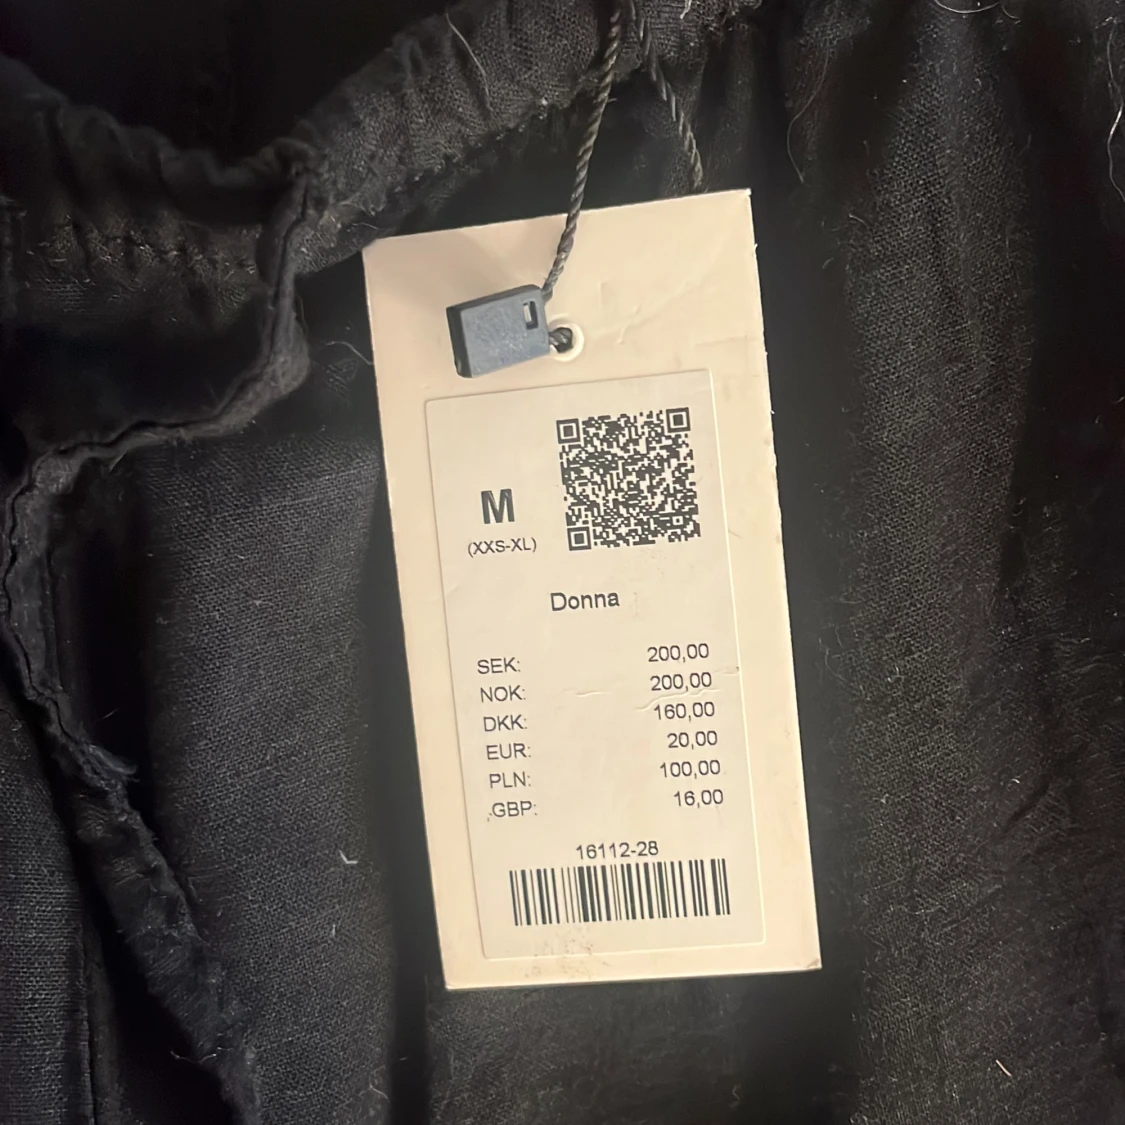 M
(XXS-XL)
Donna
SEK: 200,00
NOK: 200,00
DKK: 160,00
EUR: 20,00
PLN: 100,00
GBP: 16,00
16112-28